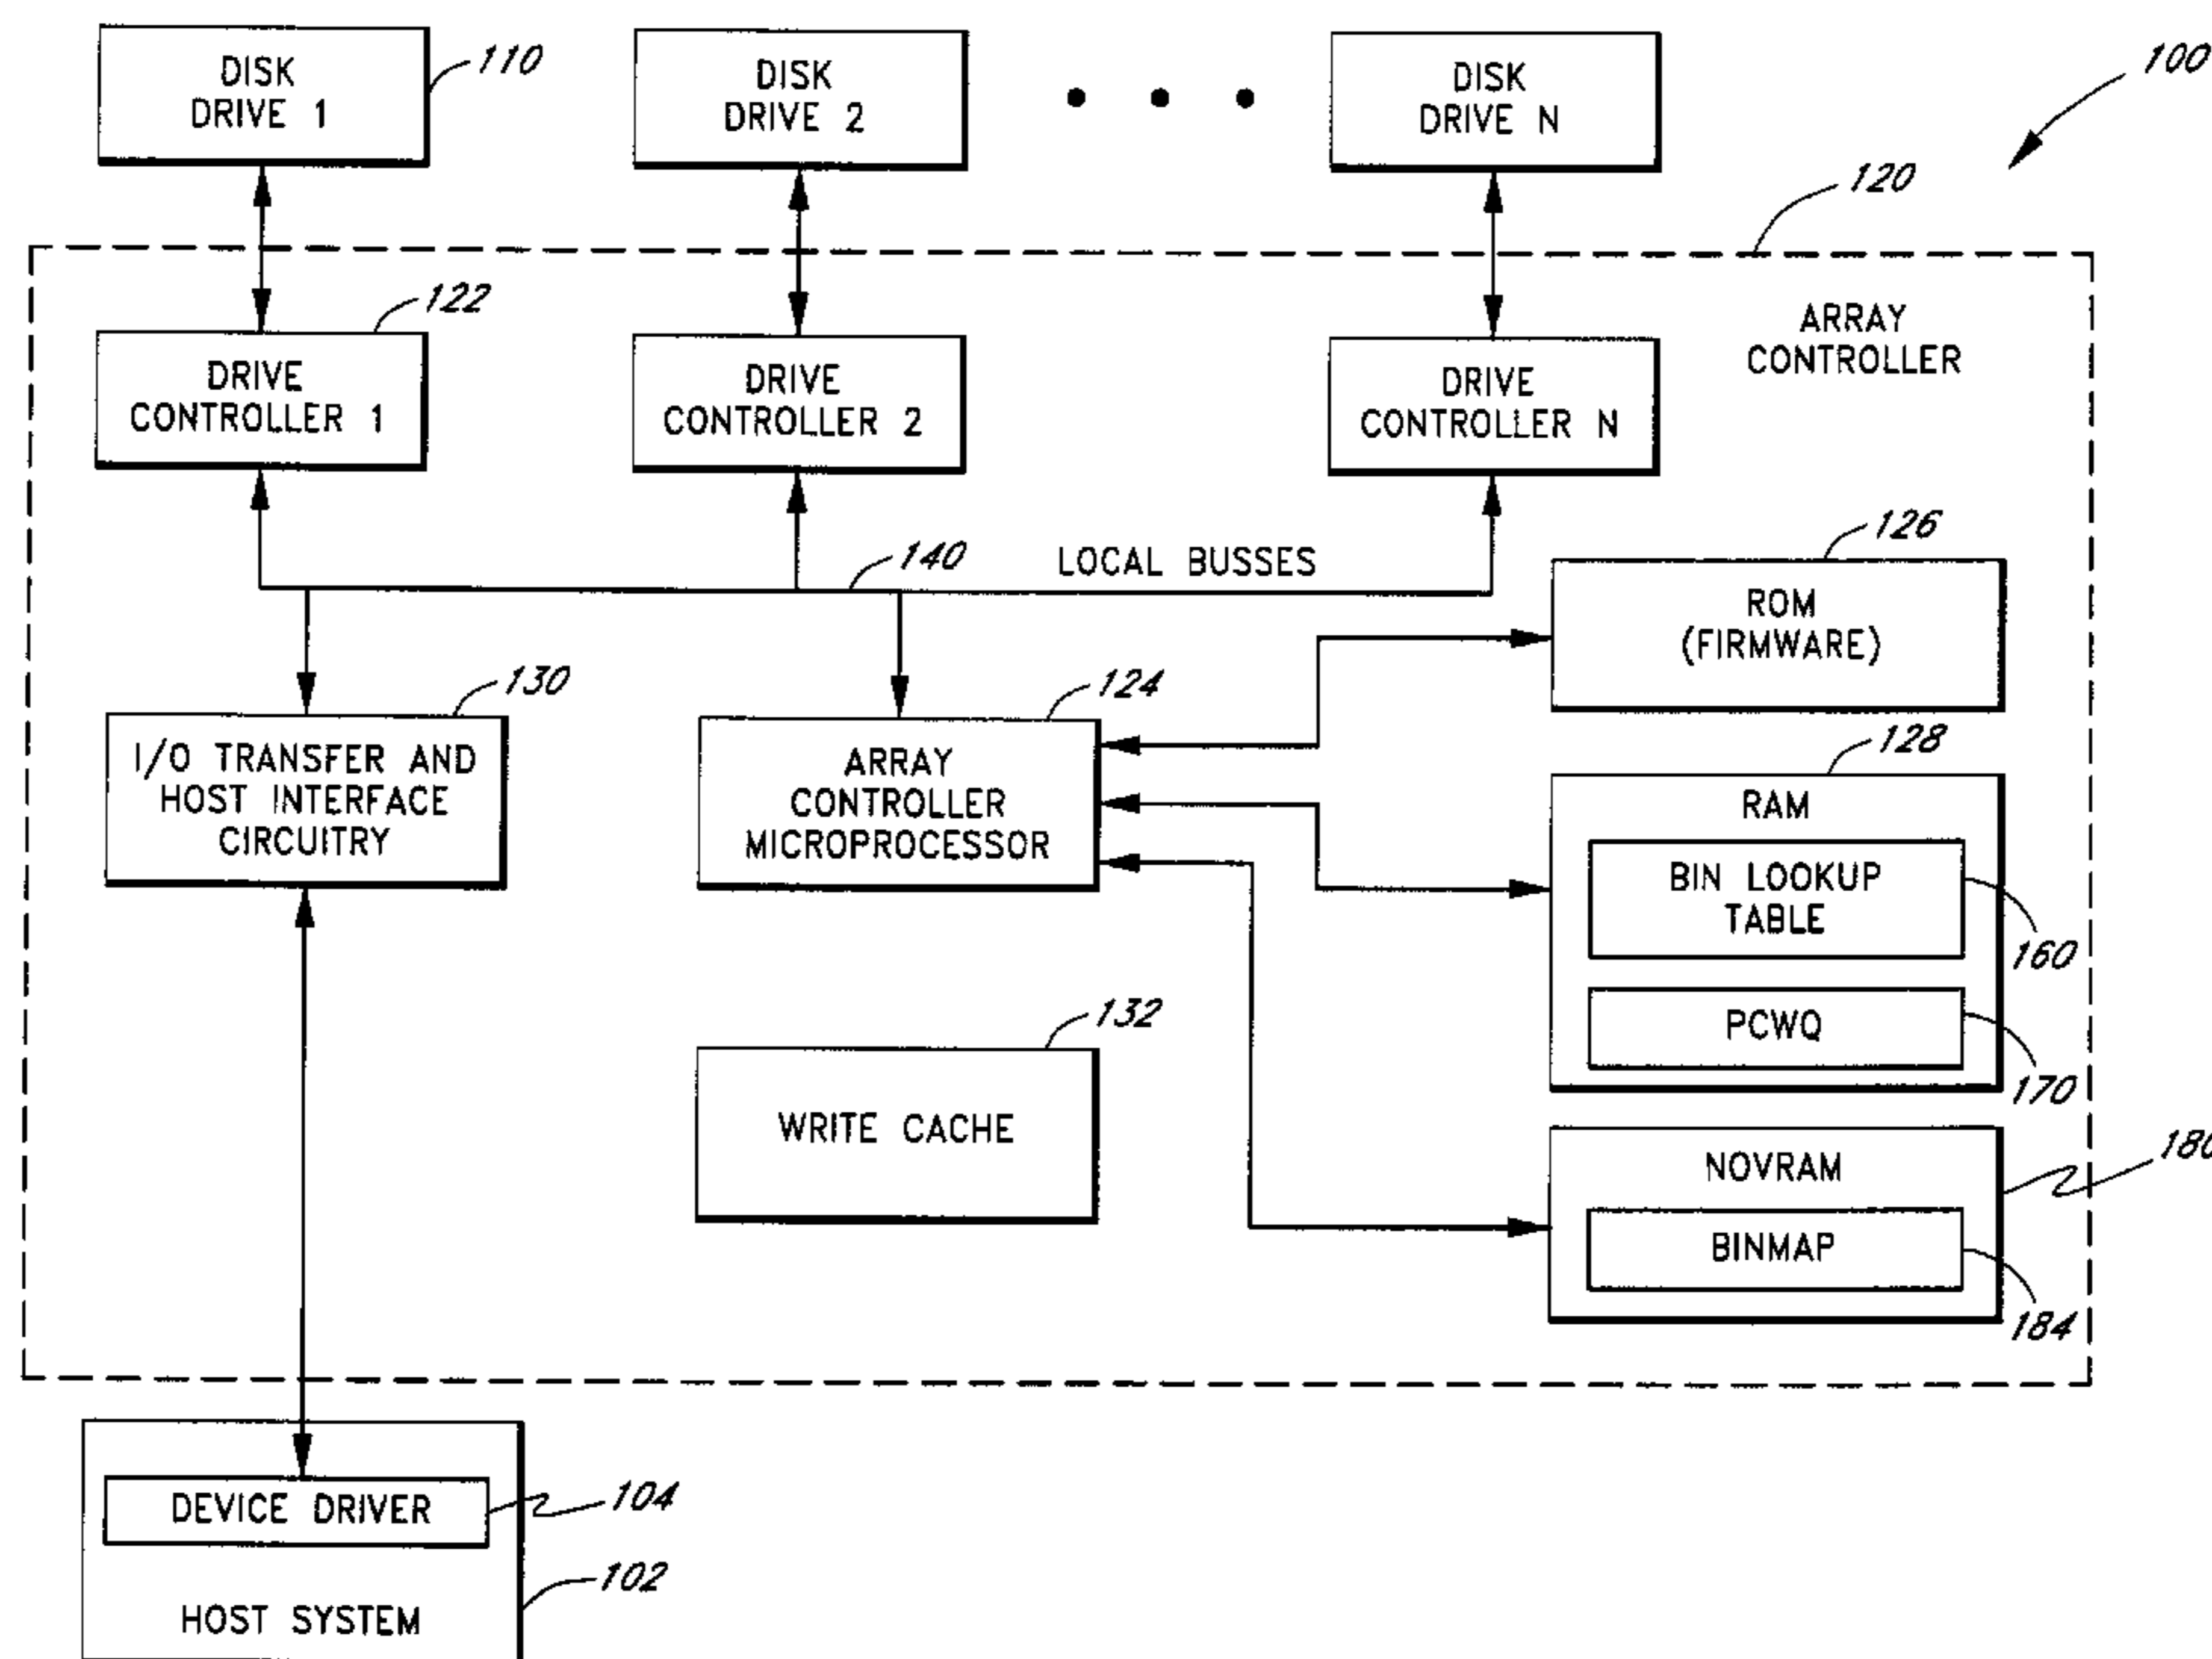 DISK
DRIVE 1
110
DISK
DRIVE 2
DISK
DRIVE N
100
120
ARRAY
CONTROLLER
122
DRIVE
CONTROLLER 1
DRIVE
CONTROLLER 2
DRIVE
CONTROLLER N
140
LOCAL BUSSES
126
ROM
(FIRMWARE)
130
I/O TRANSFER AND
HOST INTERFACE
CIRCUITRY
124
ARRAY
CONTROLLER
MICROPROCESSOR
128
RAM
BIN LOOKUP
TABLE
160
PCWQ
170
132
WRITE CACHE
NOVRAM
180
BINMAP
184
DEVICE DRIVER
104
HOST SYSTEM
102